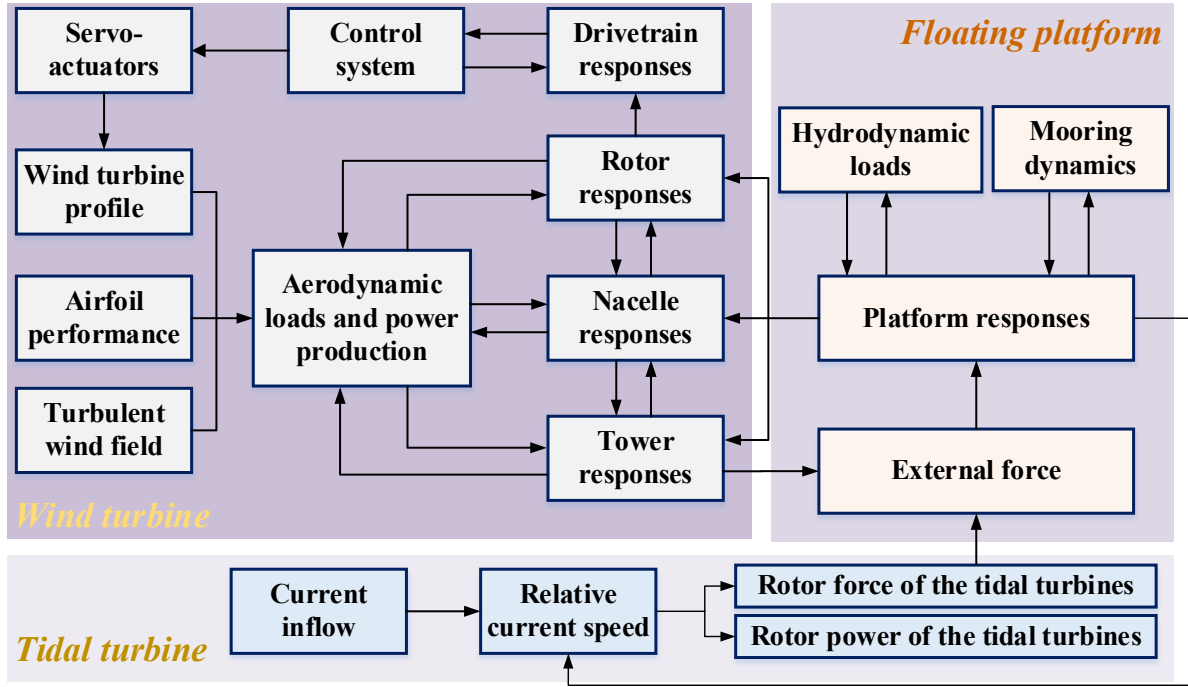 Servo-
actuators
Control
system
Drivetrain
responses
Floating platform
Wind turbine
profile
Rotor
responses
Hydrodynamic
loads
Mooring
dynamics
Airfoil
performance
Aerodynamic
loads and power
production
Nacelle
responses
Platform responses
Turbulent
wind field
Tower
responses
External force
Wind turbine
Current
inflow
Relative
current speed
Rotor force of the tidal turbines
Rotor power of the tidal turbines
Tidal turbine